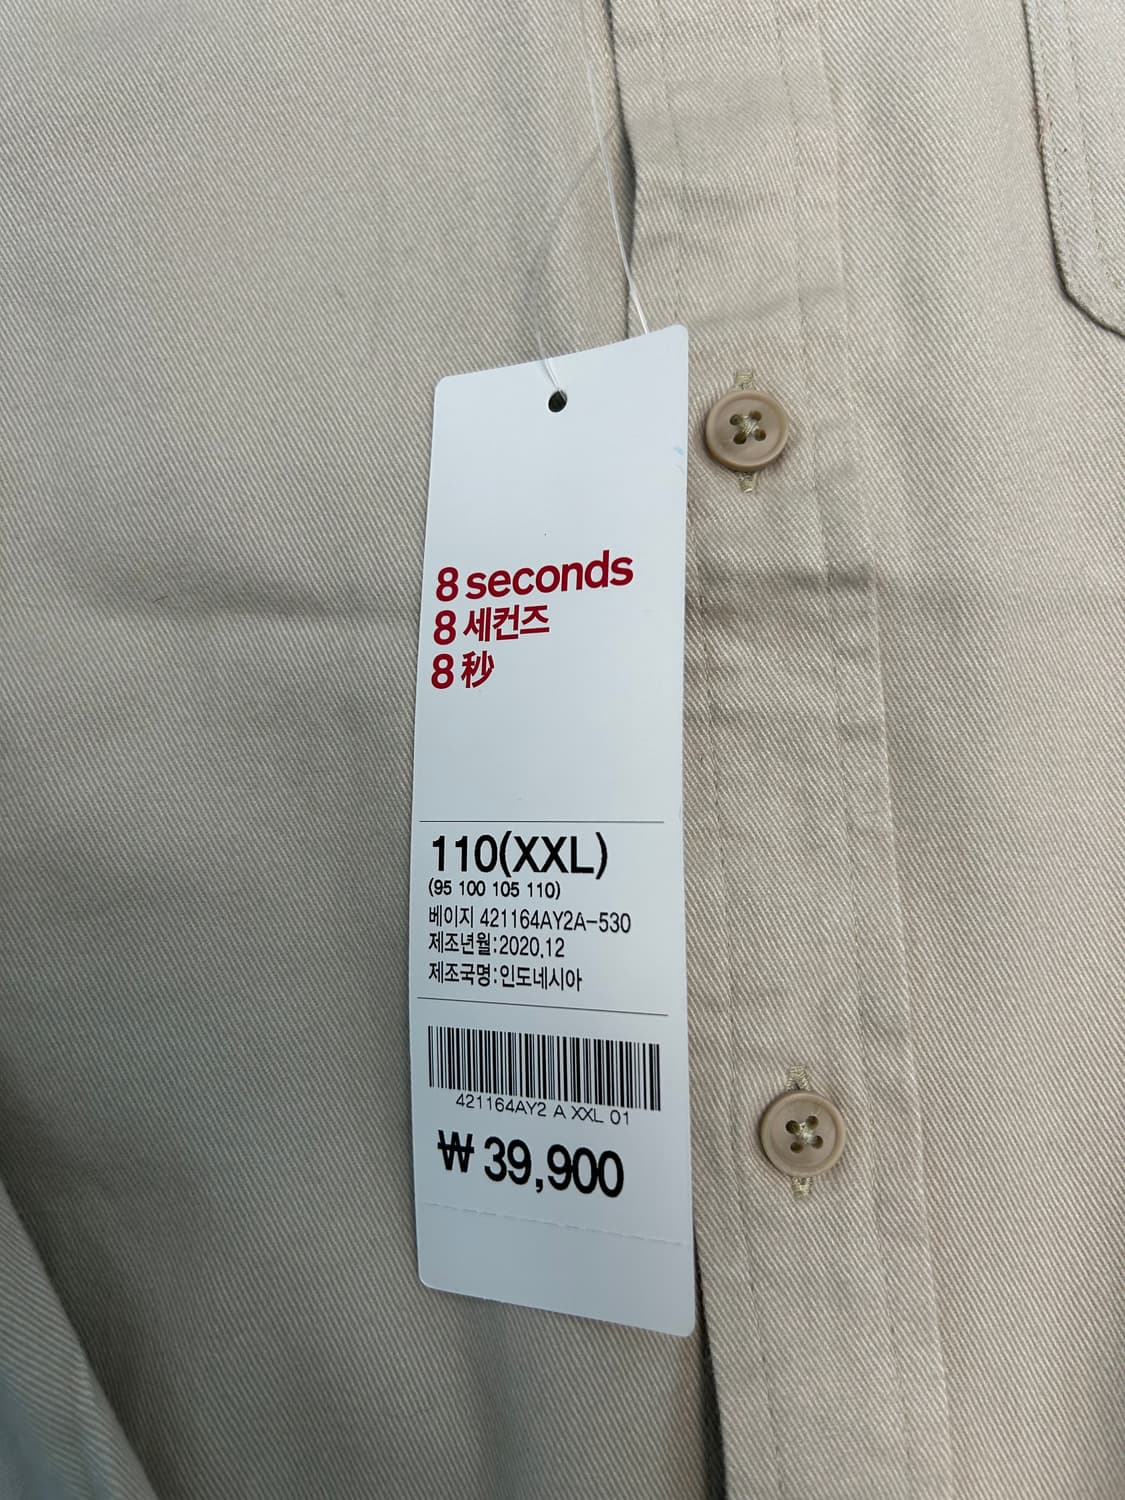 8 seconds
8 세컨즈
8 秒
110(XXL)
(95 100 105 110)
베이지 421164AY2A-530
제조년월:2020.12
제조국명:인도네시아
421164AY2 A XXL 01
₩ 39,900